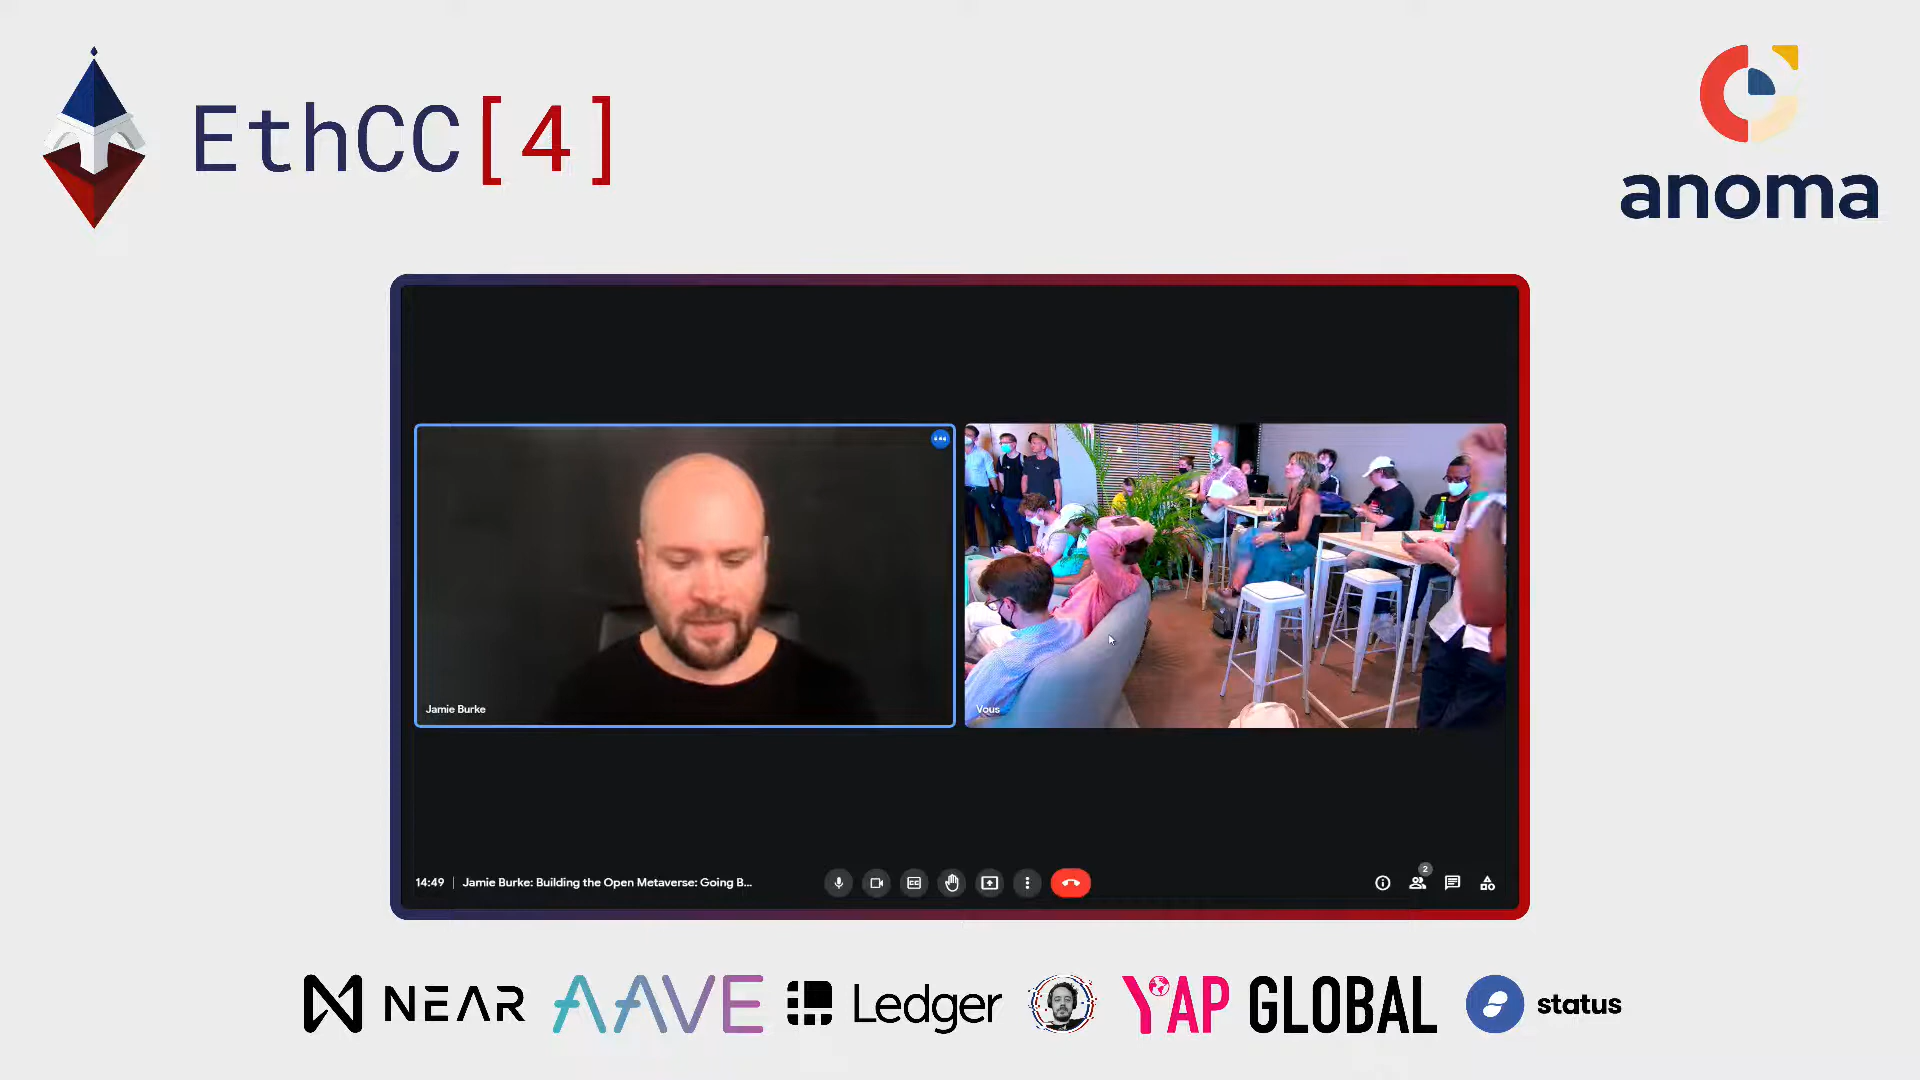 EthCC[4]
anoma
Jamie Burke
Vous
14:49 | Jamie Burke: Building the Open Metaverse: Going B...
2
NEAR AAVE Ledger YAP GLOBAL status